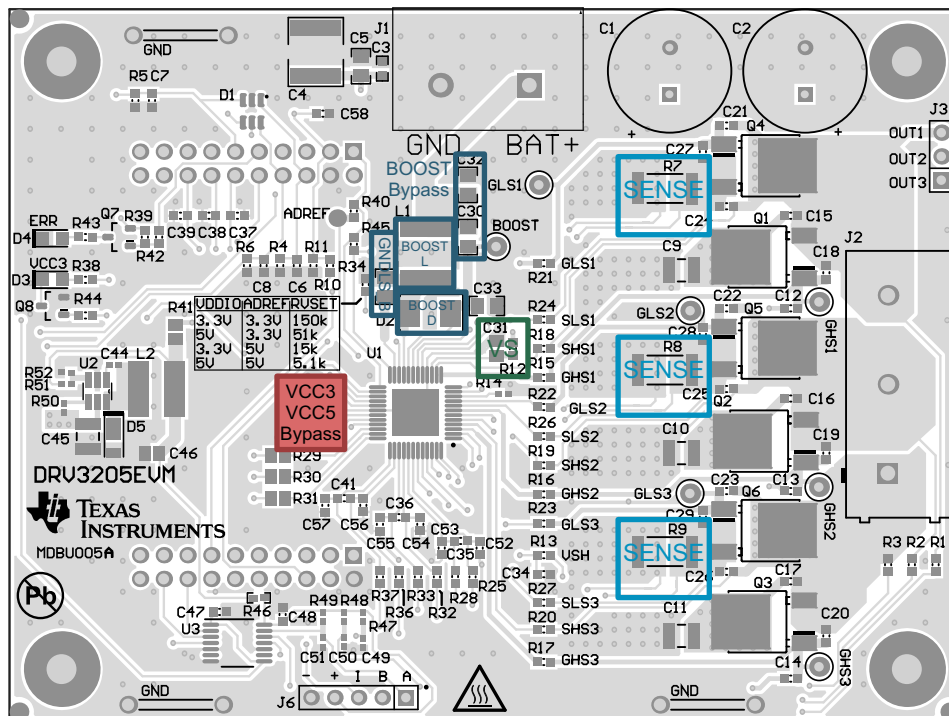 J1
C1
C2
GND
C5
C3
R5 C7
D1
C4
C58
C21
Q4
J3
OUT1
OUT2
OUT3
GND BAT+
BOOST
Bypass
C32
C27
R7
SENSE
GLS1
C24
ERR
D4
R43
Q7
R39
R42
C39 C38 C37
ADREF
R40
R45
L1
C30
BOOST
BOOST
L
GNDLS_B
Q1
C15
J2
VCC3
D3
R38
R6 R4 R11
R34
C9
C18
GLS1
R21
Q8
R44
C8 C6 R10
D2
BOOST
D
C33
R24
SLS1
GLS2
C22
Q5
C12
GHS1
R41
VDDIO ADREF RVSET
3.3V 3.3V 150k
5V 3.3V 51k
3.3V 5V 15k
5V 5V 5.1k
U1
C31
VS
R12
R18
SHS1
R15
GHS1
C28
R8
SENSE
C25
U2
C44
L2
R52
R51
R50
R14
R22
GLS2
Q2
C16
VCC3
VCC5
Bypass
C45
D5
C46
R26
SLS2
C10
C19
DRV3205EVM
R29
R19
SHS2
R30
R16
GHS2
GLS3
C23
Q6
C13
GHS2
TEXAS
INSTRUMENTS
R31
C41
C57 C56
C36
C55 C54
C53
C52
C35
R23
GLS3
C29
R9
SENSE
C26
MDBU005A
R13
VSH
R3 R2 R1
Pb
C34
R37
R36
R33
R32
R28
R25
R27
SLS3
Q3
C17
C47
U3
R46
C48
R49 R48
R47
R20
SHS3
C11
C20
C51 C50 C49
R17
GHS3
C14
GHS3
GND
J6
- + I B A
GND